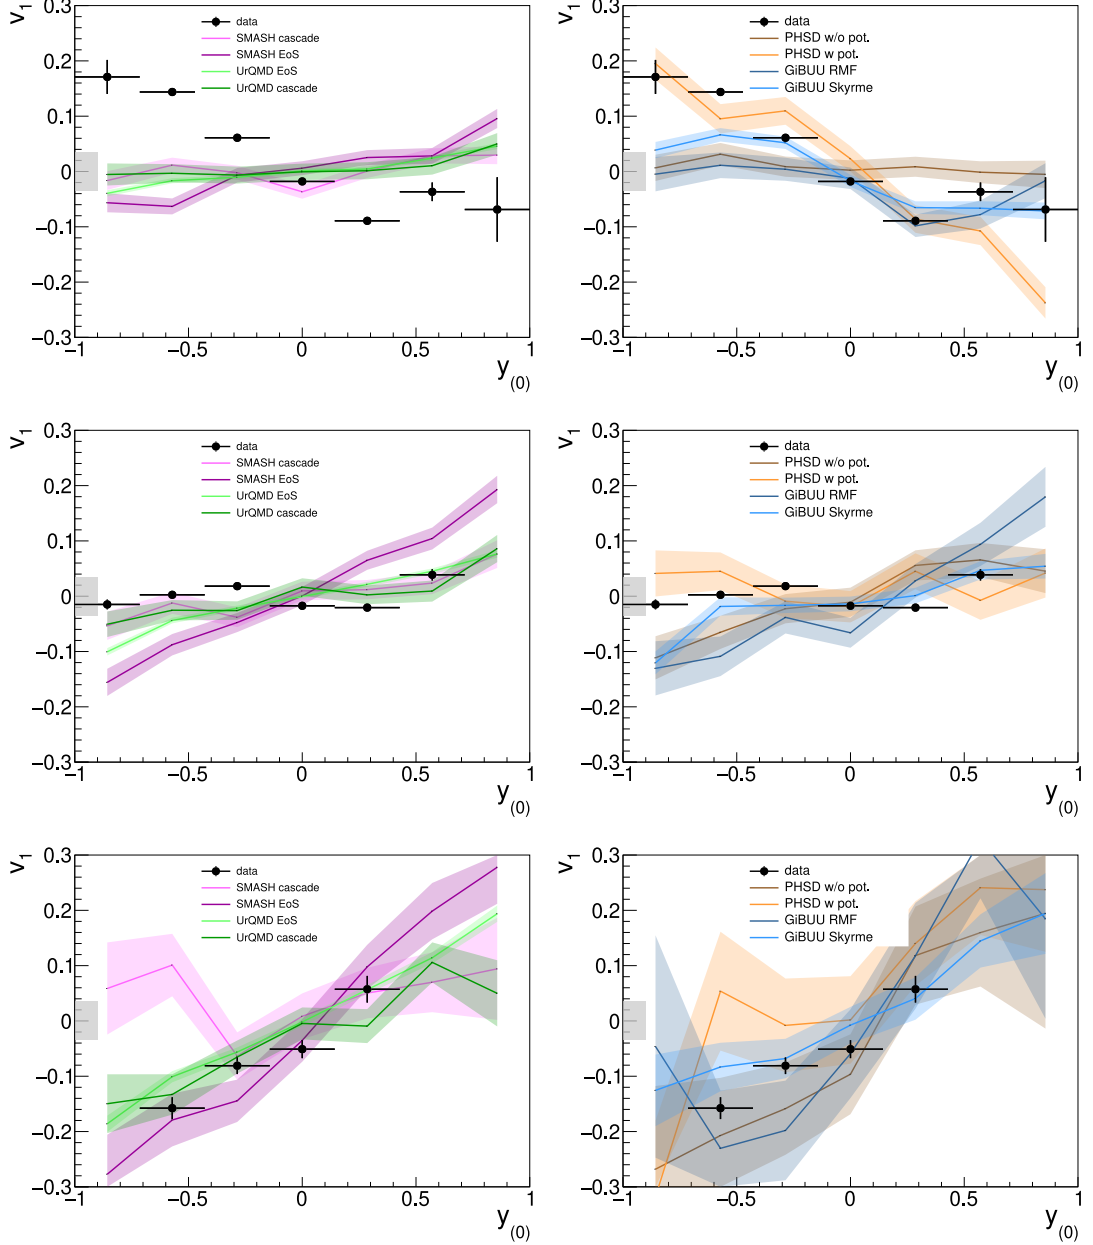 v1
0.3
0.2
0.1
0
−0.1
−0.2
−0.3
data
SMASH cascade
SMASH EoS
UrQMD EoS
UrQMD cascade
−1
−0.5
0
0.5
1
y(0)
v1
0.3
0.2
0.1
0
−0.1
−0.2
−0.3
data
PHSD w/o pot.
PHSD w pot.
GiBUU RMF
GiBUU Skyrme
−1
−0.5
0
0.5
1
y(0)
v1
0.3
0.2
0.1
0
−0.1
−0.2
−0.3
data
SMASH cascade
SMASH EoS
UrQMD EoS
UrQMD cascade
−1
−0.5
0
0.5
1
y(0)
v1
0.3
0.2
0.1
0
−0.1
−0.2
−0.3
data
PHSD w/o pot.
PHSD w pot.
GiBUU RMF
GiBUU Skyrme
−1
−0.5
0
0.5
1
y(0)
v1
0.3
0.2
0.1
0
−0.1
−0.2
−0.3
data
SMASH cascade
SMASH EoS
UrQMD EoS
UrQMD cascade
−1
−0.5
0
0.5
1
y(0)
v1
0.3
0.2
0.1
0
−0.1
−0.2
−0.3
data
PHSD w/o pot.
PHSD w pot.
GiBUU RMF
GiBUU Skyrme
−1
−0.5
0
0.5
1
y(0)